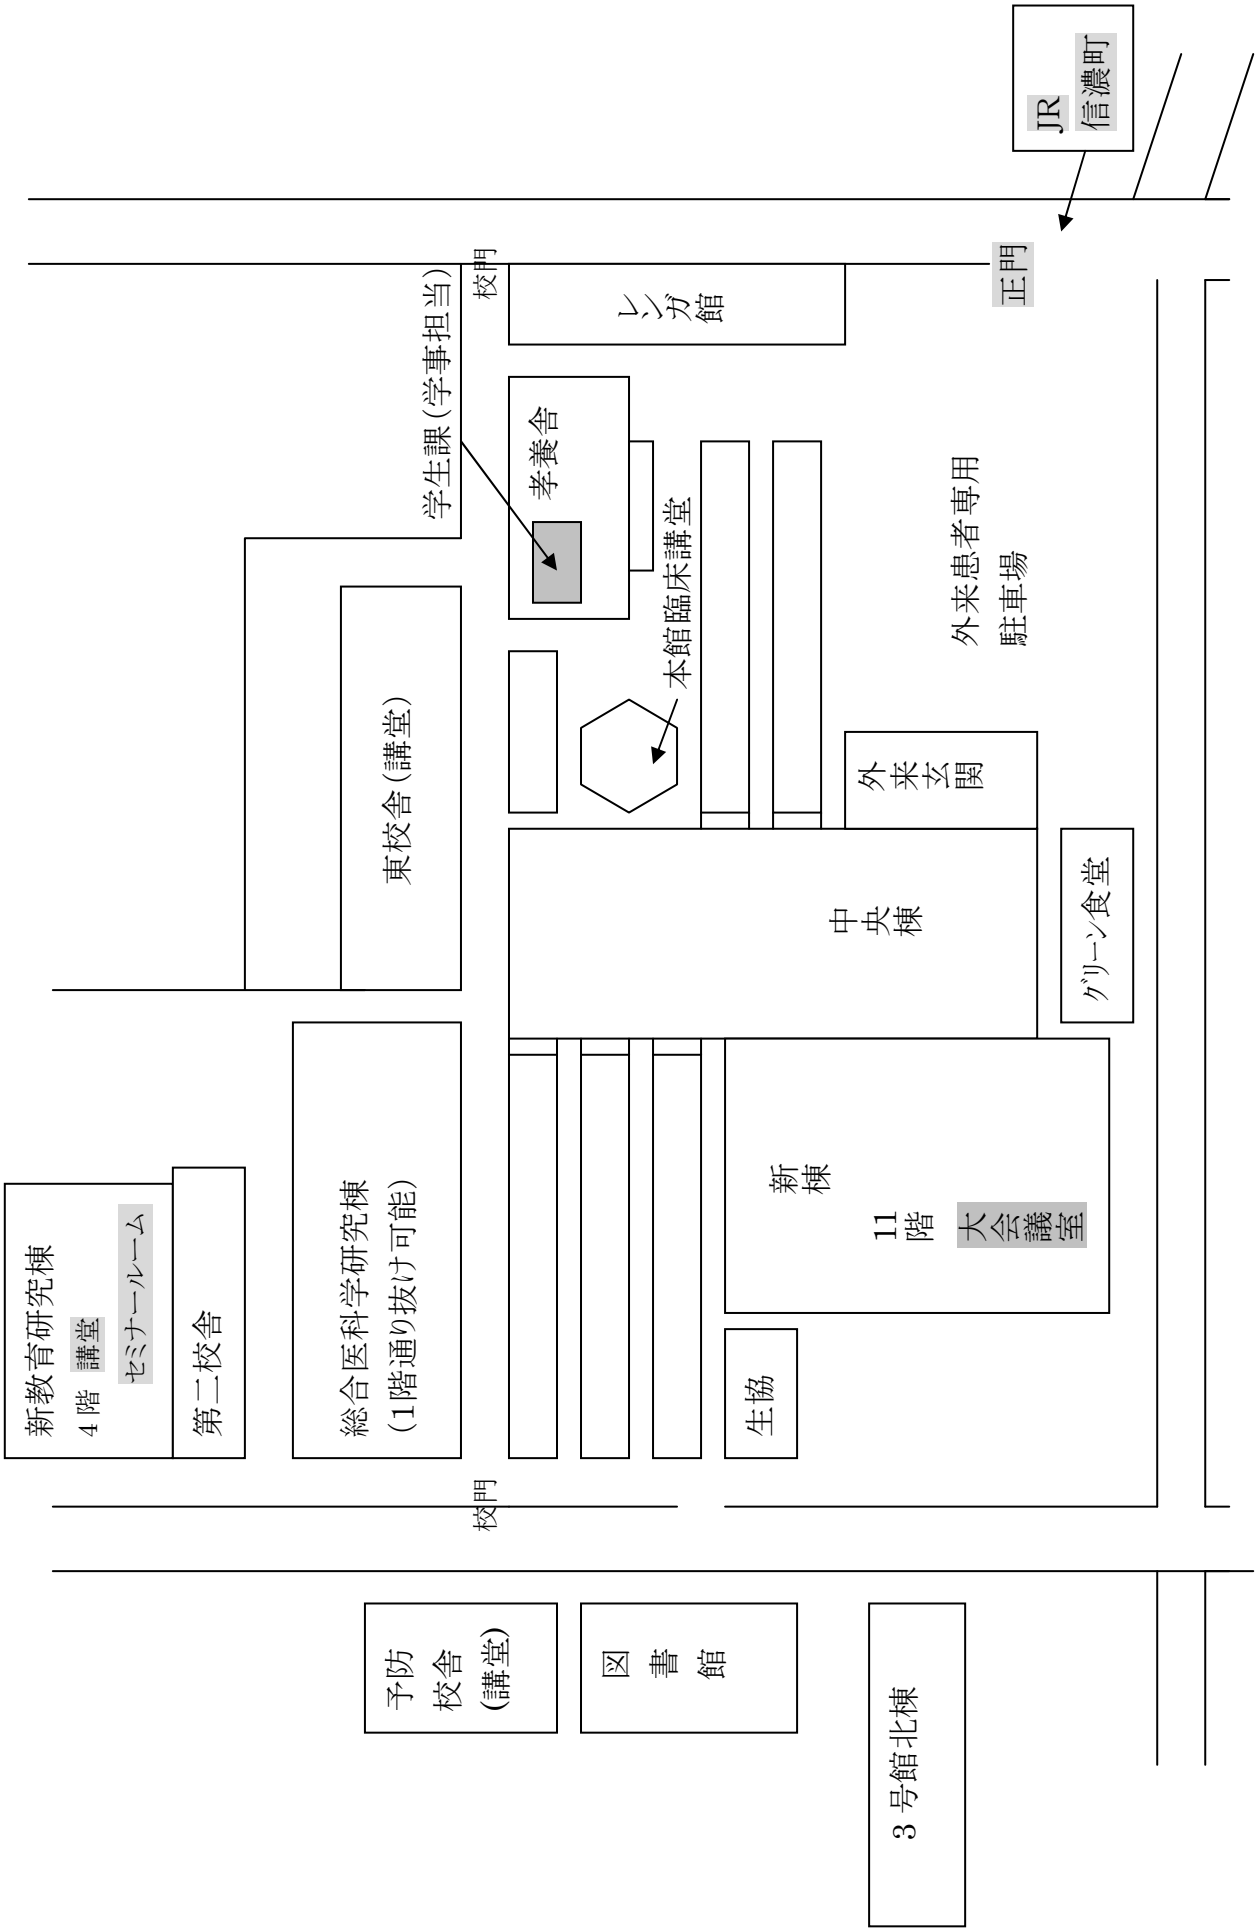 新教育研究棟
4 階 講堂
セミナールーム
第二校舎
総合医科学研究棟
(1階通り抜け可能)
東校舎(講堂)
学生課(学事担当)
予防
校舎
(講堂)
校門
校門
孝養舎
レンガ
館
本館臨床講堂
図
書
館
生協
新
棟
11
階
大
会
議
室
中
央
棟
外
来
玄
関
外来患者専用
駐車場
3 号館北棟
グリーン食堂
正門
JR
信濃町